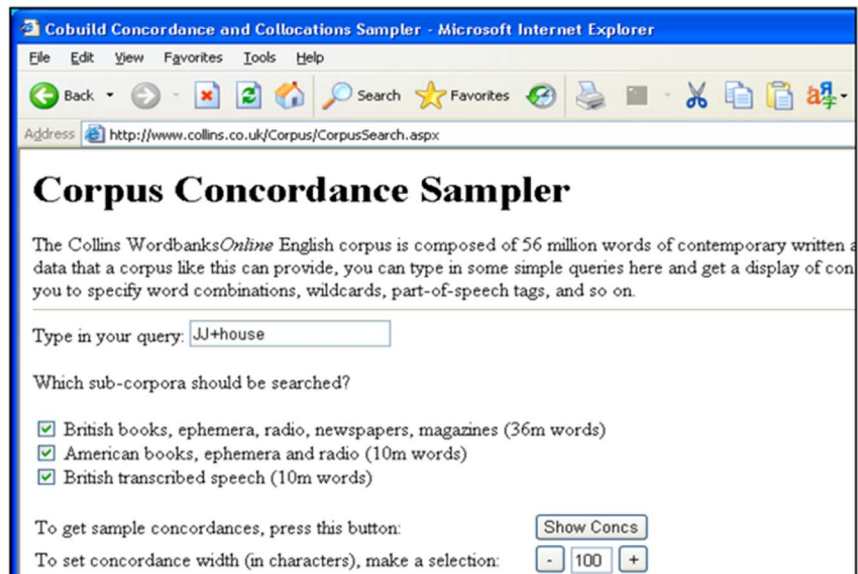 Cobuild Concordance and Collocations Sampler - Microsoft Internet Explorer
File Edit View Favorites Tools Help
Back Search Favorites
Address http://www.collins.co.uk/Corpus/CorpusSearch.aspx
Corpus Concordance Sampler
The Collins WordbanksOnline English corpus is composed of 56 million words of contemporary written a
data that a corpus like this can provide, you can type in some simple queries here and get a display of con
you to specify word combinations, wildcards, part-of-speech tags, and so on.
Type in your query: JJ+house
Which sub-corpora should be searched?
British books, ephemera, radio, newspapers, magazines (36m words)
American books, ephemera and radio (10m words)
British transcribed speech (10m words)
To get sample concordances, press this button: Show Concs
To set concordance width (in characters), make a selection: - 100 +